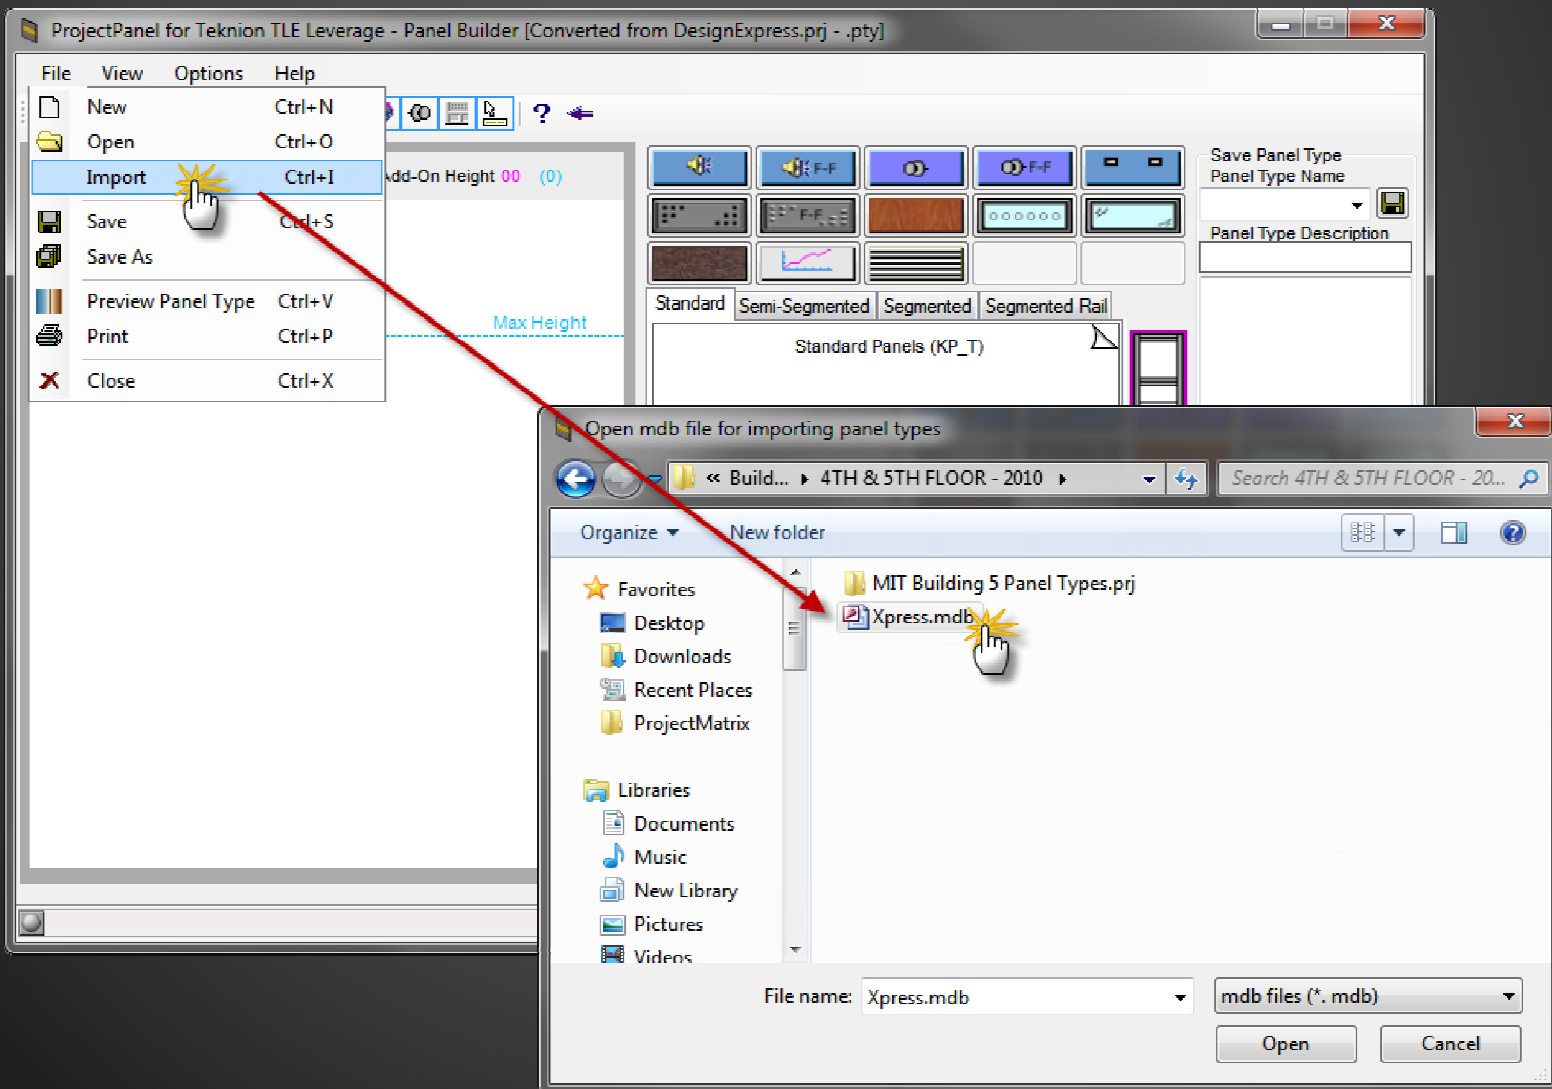 ProjectPanel for Teknion TLE Leverage - Panel Builder [Converted from DesignExpress.prj - .pty]
File View Options Help
New Ctrl+N
Open Ctrl+O
Import Ctrl+I
Save Ctrl+S
Save As
Preview Panel Type Ctrl+V
Print Ctrl+P
Close Ctrl+X
Add-On Height 00 (0)
Max Height
F-F
F-F
F-F
Standard Semi-Segmented Segmented Segmented Rail
Standard Panels (KP_T)
Save Panel Type
Panel Type Name
Panel Type Description
Open mdb file for importing panel types
« Build... 4TH & 5TH FLOOR - 2010
Search 4TH & 5TH FLOOR - 20...
Organize New folder
Favorites
Desktop
Downloads
Recent Places
ProjectMatrix
Libraries
Documents
Music
New Library
Pictures
Videos
MIT Building 5 Panel Types.prj
Xpress.mdb
File name: Xpress.mdb
mdb files (*. mdb)
Open Cancel